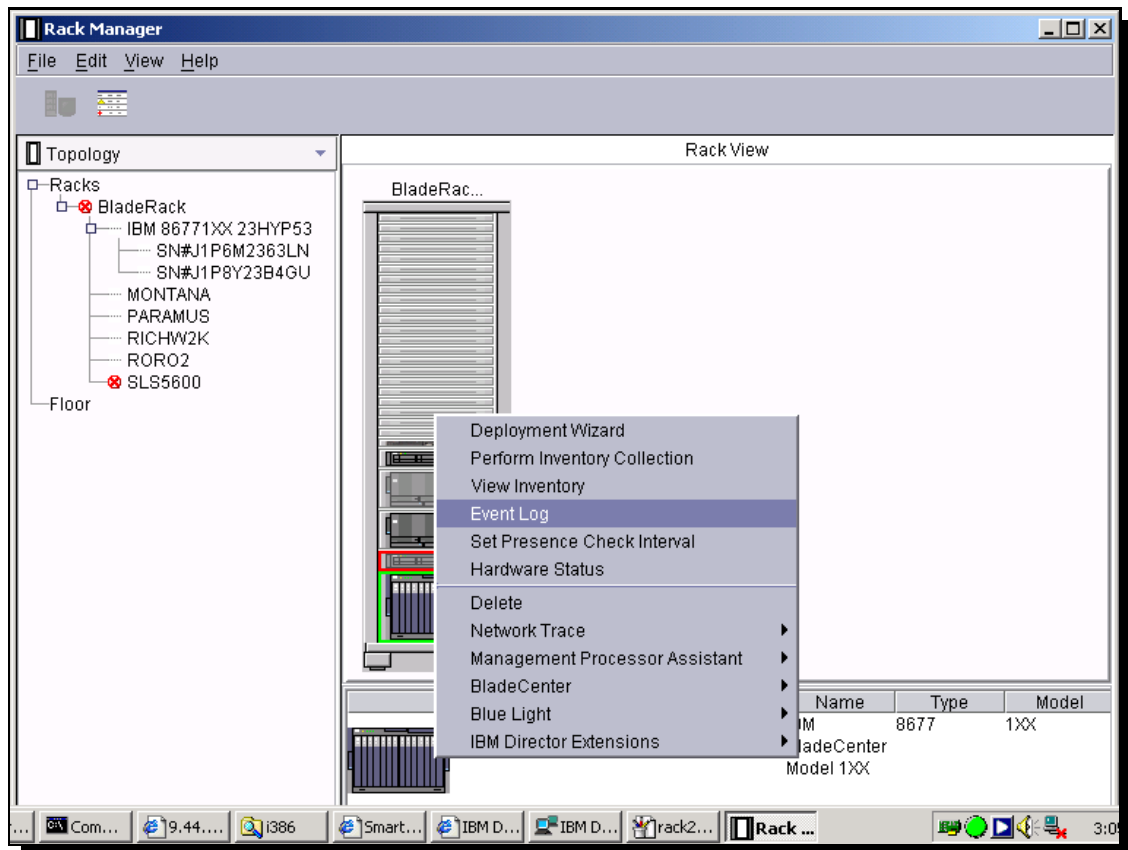 Rack Manager
File Edit View Help
Topology
Rack View
Racks
BladeRack
IBM 86771XX 23HYP53
SN#J1P6M2363LN
SN#J1P8Y23B4GU
MONTANA
PARAMUS
RICHW2K
RORO2
SLS5600
Floor
BladeRac...
Deployment Wizard
Perform Inventory Collection
View Inventory
Event Log
Set Presence Check Interval
Hardware Status
Delete
Network Trace
Management Processor Assistant
BladeCenter
Blue Light
IBM Director Extensions
Name Type Model
8677 1XX
Model 1XX
... Com... 9.44.... i386 Smart... IBM D... IBM D... rack2... Rack ...